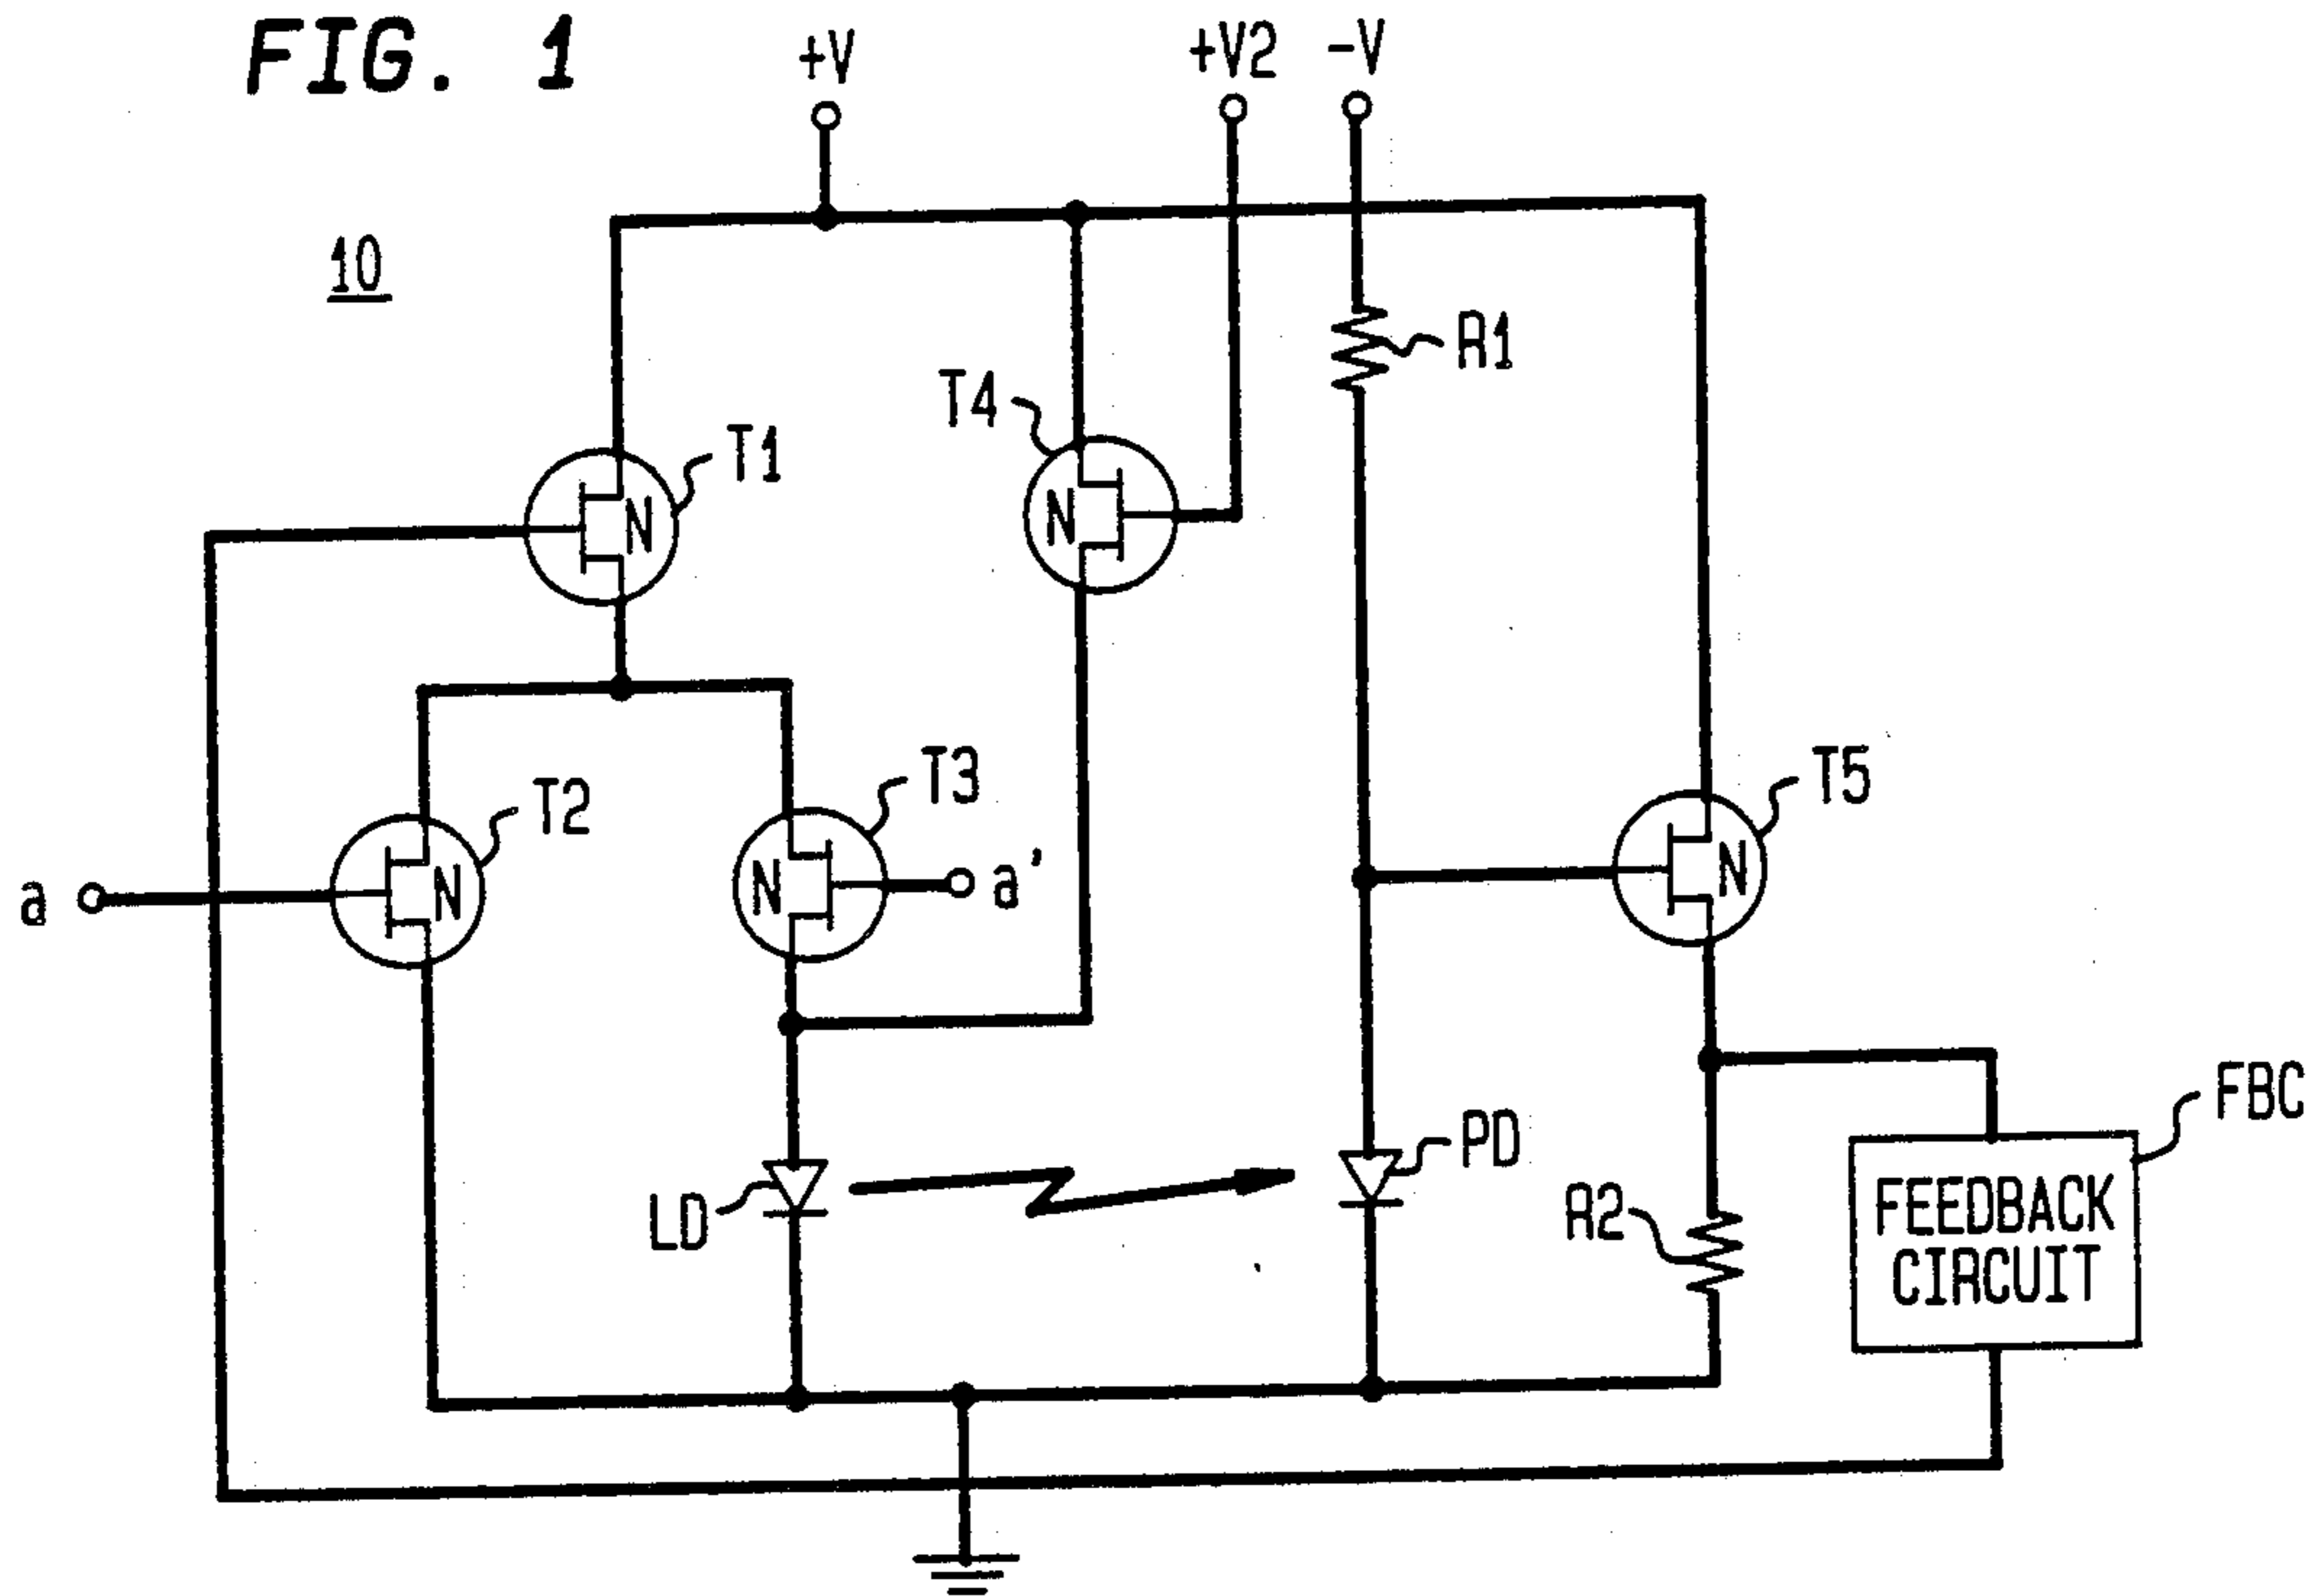 FIG. 1
+V
+V2
-V
10
R1
T4
T1
T3
T5
T2
a
a'
N
N
N
N
N
FBC
PD
LD
R2
FEEDBACK
CIRCUIT